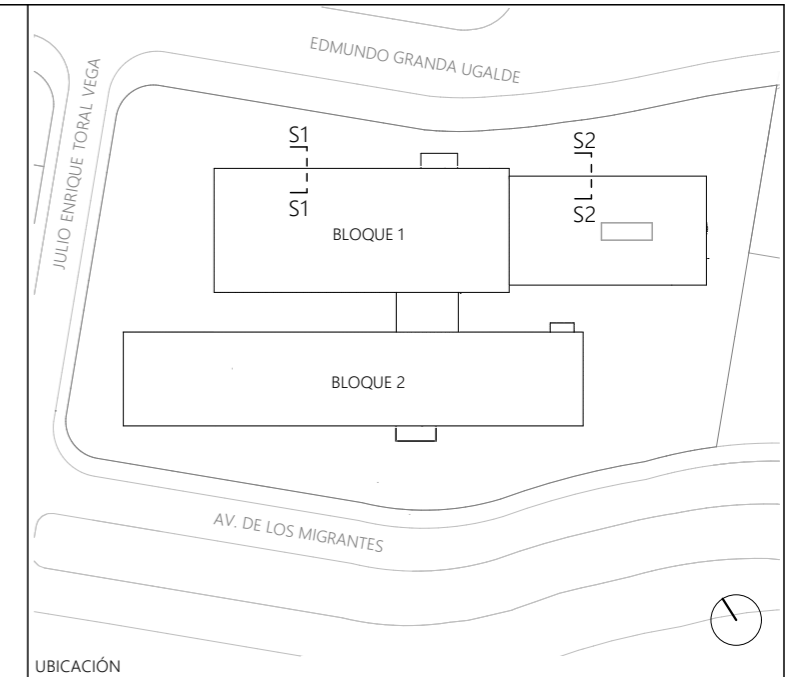 EDMUNDO GRANDA UGALDE
JULIO ENRIQUE TORAL VEGA
S1
S2
S1
S2
BLOQUE 1
BLOQUE 2
AV. DE LOS MIGRANTES
UBICACIÓN